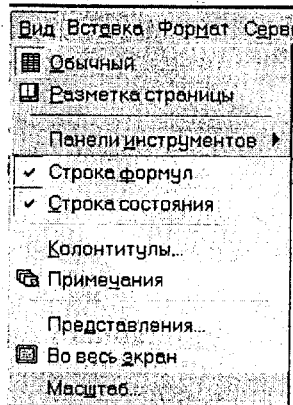 Вид Вставка Формат Серви
Обычный
Разметка страницы
Панели инструментов
Строка формул
Строка состояния
Колонтитулы...
Примечания
Представления...
Во весь экран
Масштаб...